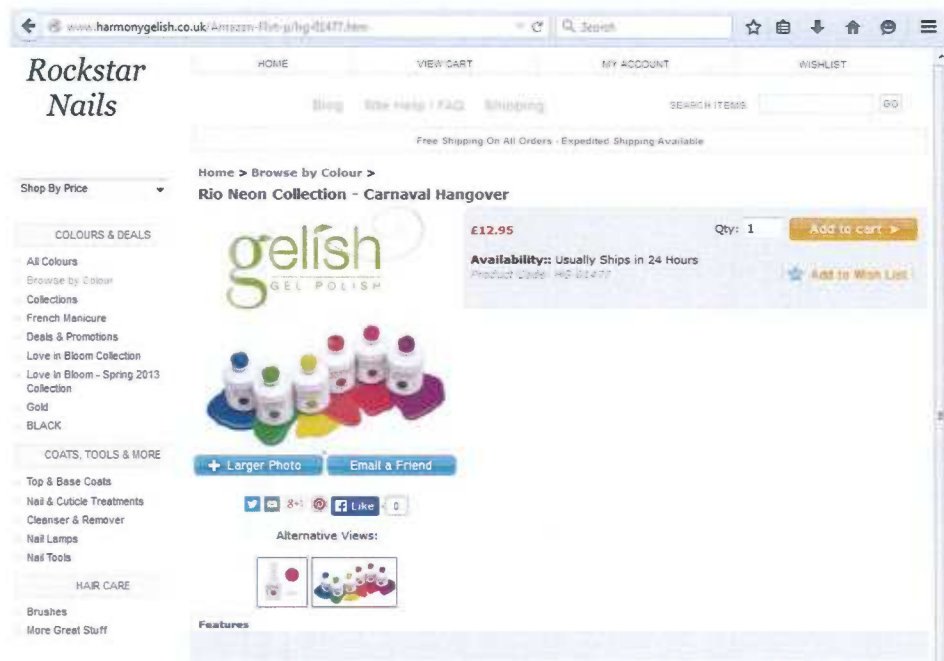 www.harmonygelish.co.uk
Rockstar
Nails
HOME
VIEW CART
MY ACCOUNT
WISHLIST
Blog
Site Help / FAQ
Shipping
SEARCH ITEMS
GO
Free Shipping On All Orders - Expedited Shipping Available
Shop By Price
COLOURS & DEALS
All Colours
Browse by Colour
Collections
French Manicure
Deals & Promotions
Love in Bloom Collection
Love In Bloom - Spring 2013
Collection
Gold
BLACK
COATS, TOOLS & MORE
Top & Base Coats
Nail & Cuticle Treatments
Cleanser & Remover
Nail Lamps
Nail Tools
HAIR CARE
Brushes
More Great Stuff
Home > Browse by Colour >
Rio Neon Collection - Carnaval Hangover
gelish
GEL POLISH
£12.95
Qty: 1
Add to cart >
Availability:: Usually Ships in 24 Hours
Product Code: HG-01477
Add to Wish List
+ Larger Photo
Email a Friend
8+1
Like
0
Alternative Views:
Features